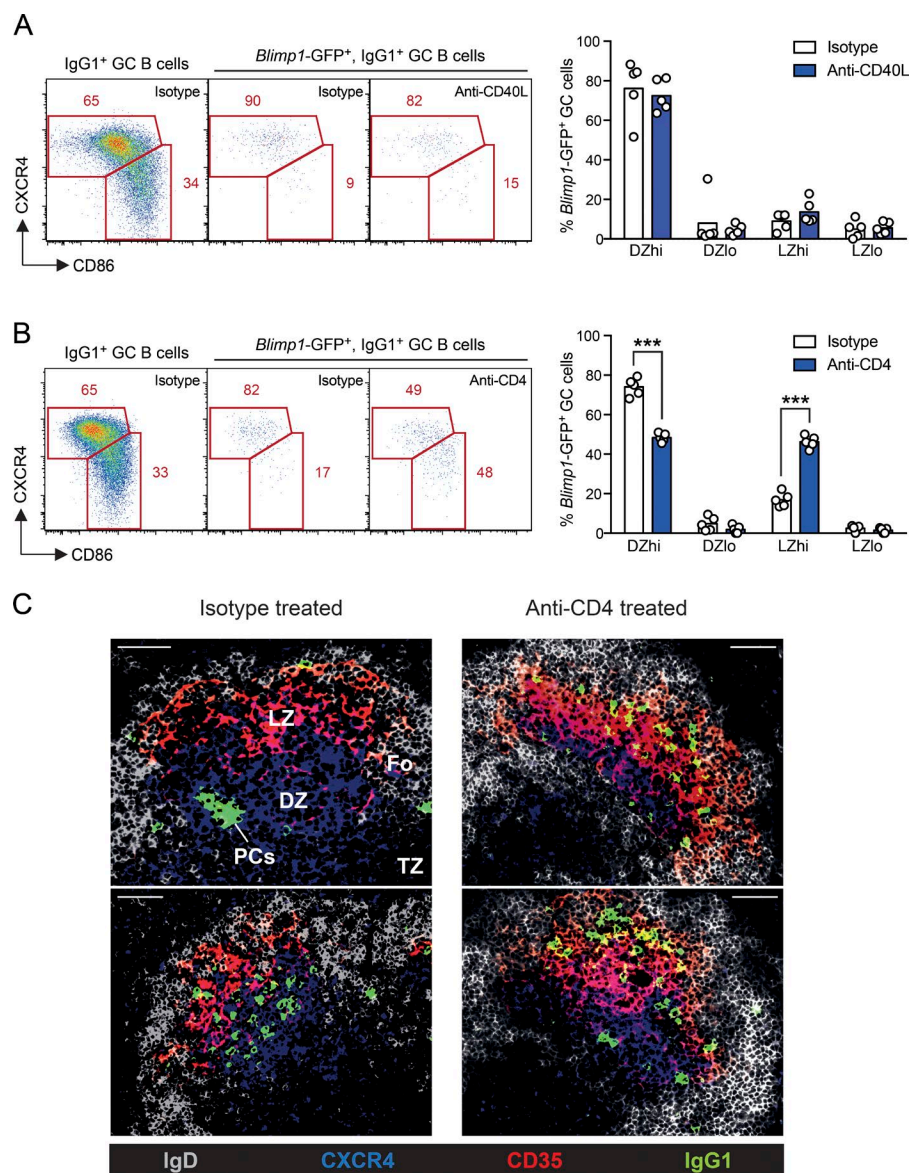 A
IgG1+ GC B cells
Blimp1-GFP+, IgG1+ GC B cells
Isotype
Isotype
Anti-CD40L
65
34
90
9
82
15
CXCR4
CD86
% Blimp1-GFP+ GC cells
100
80
60
40
20
0
Isotype
Anti-CD40L
DZhi
DZlo
LZhi
LZlo
B
IgG1+ GC B cells
Blimp1-GFP+, IgG1+ GC B cells
Isotype
Isotype
Anti-CD4
65
33
82
17
49
48
CXCR4
CD86
% Blimp1-GFP+ GC cells
100
80
60
40
20
0
Isotype
Anti-CD4
***
***
DZhi
DZlo
LZhi
LZlo
C
Isotype treated
Anti-CD4 treated
LZ
Fo
DZ
PCs
TZ
IgD CXCR4 CD35 IgG1